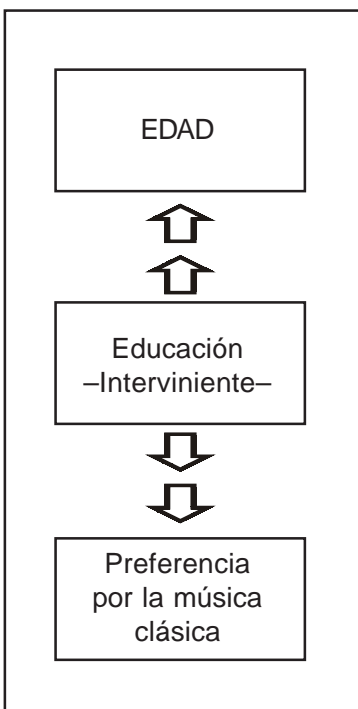 EDAD
Educación
–Interviniente–
Preferencia
por la música
clásica